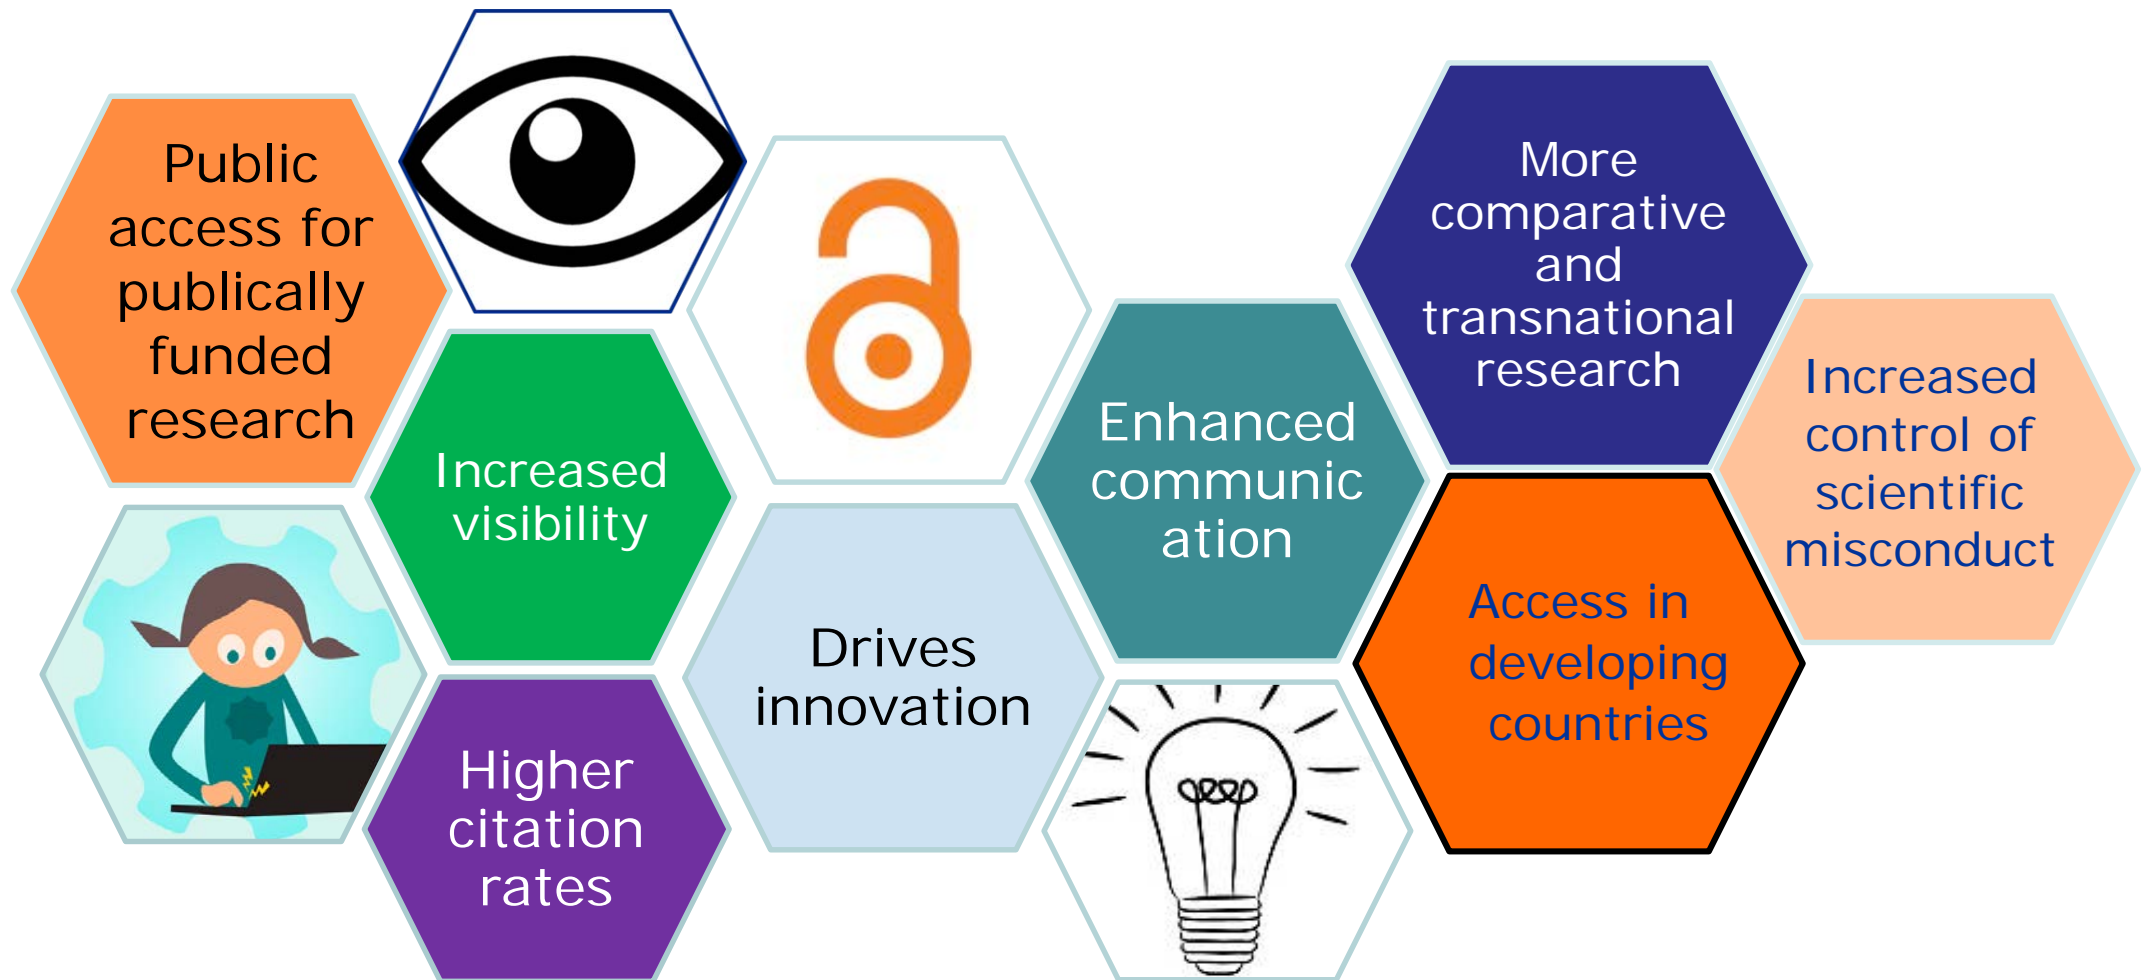 Public
access for
publically
funded
research
Increased
visibility
Higher
citation
rates
Drives
innovation
Enhanced
communic
ation
More
comparative
and
transnational
research
Access in
developing
countries
Increased
control of
scientific
misconduct